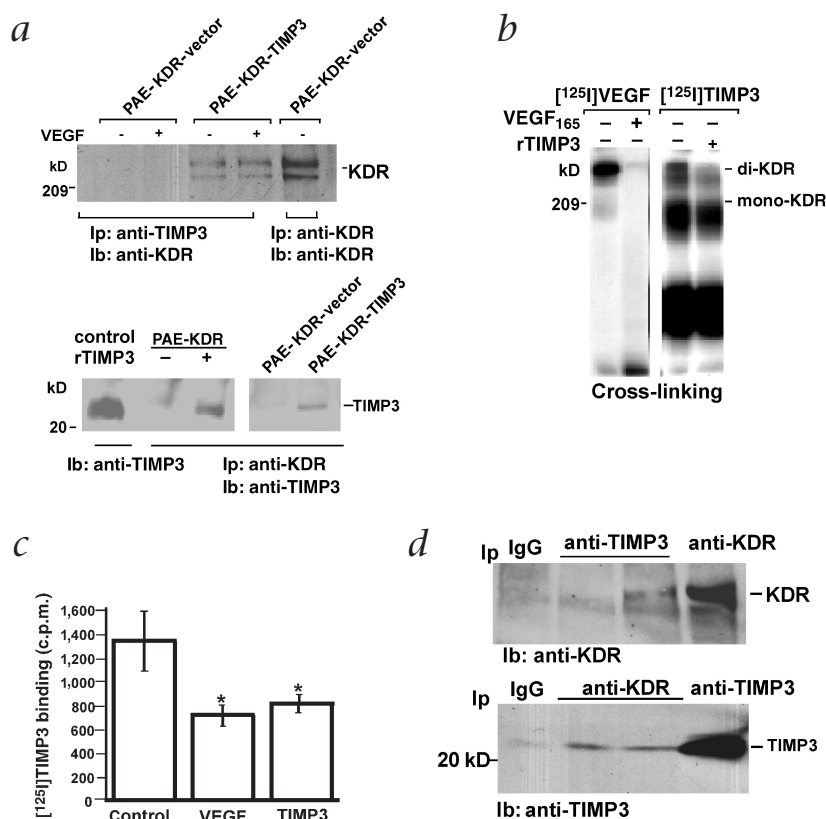 a
PAE-KDR-vector
PAE-KDR-TIMP3
PAE-KDR-vector
VEGF - + - + -
kD
209
KDR
Ip: anti-TIMP3 Ip: anti-KDR
Ib: anti-KDR Ib: anti-KDR
PAE-KDR-vector
PAE-KDR-TIMP3
control PAE-KDR
rTIMP3 – +
kD
20
TIMP3
Ib: anti-TIMP3 Ip: anti-KDR
Ib: anti-TIMP3
b
[¹²⁵I]VEGF [¹²⁵I]TIMP3
VEGF₁₆₅ – + – –
rTIMP3 – – – +
kD
209
di-KDR
mono-KDR
Cross-linking
c
[¹²⁵I]TIMP3 binding (c.p.m.)
1,600
1,400
1,200
1,000
800
600
400
200
0
* *
Control VEGF TIMP3
d
Ip IgG anti-TIMP3 anti-KDR
KDR
Ib: anti-KDR
Ip IgG anti-KDR anti-TIMP3
20 kD
TIMP3
Ib: anti-TIMP3